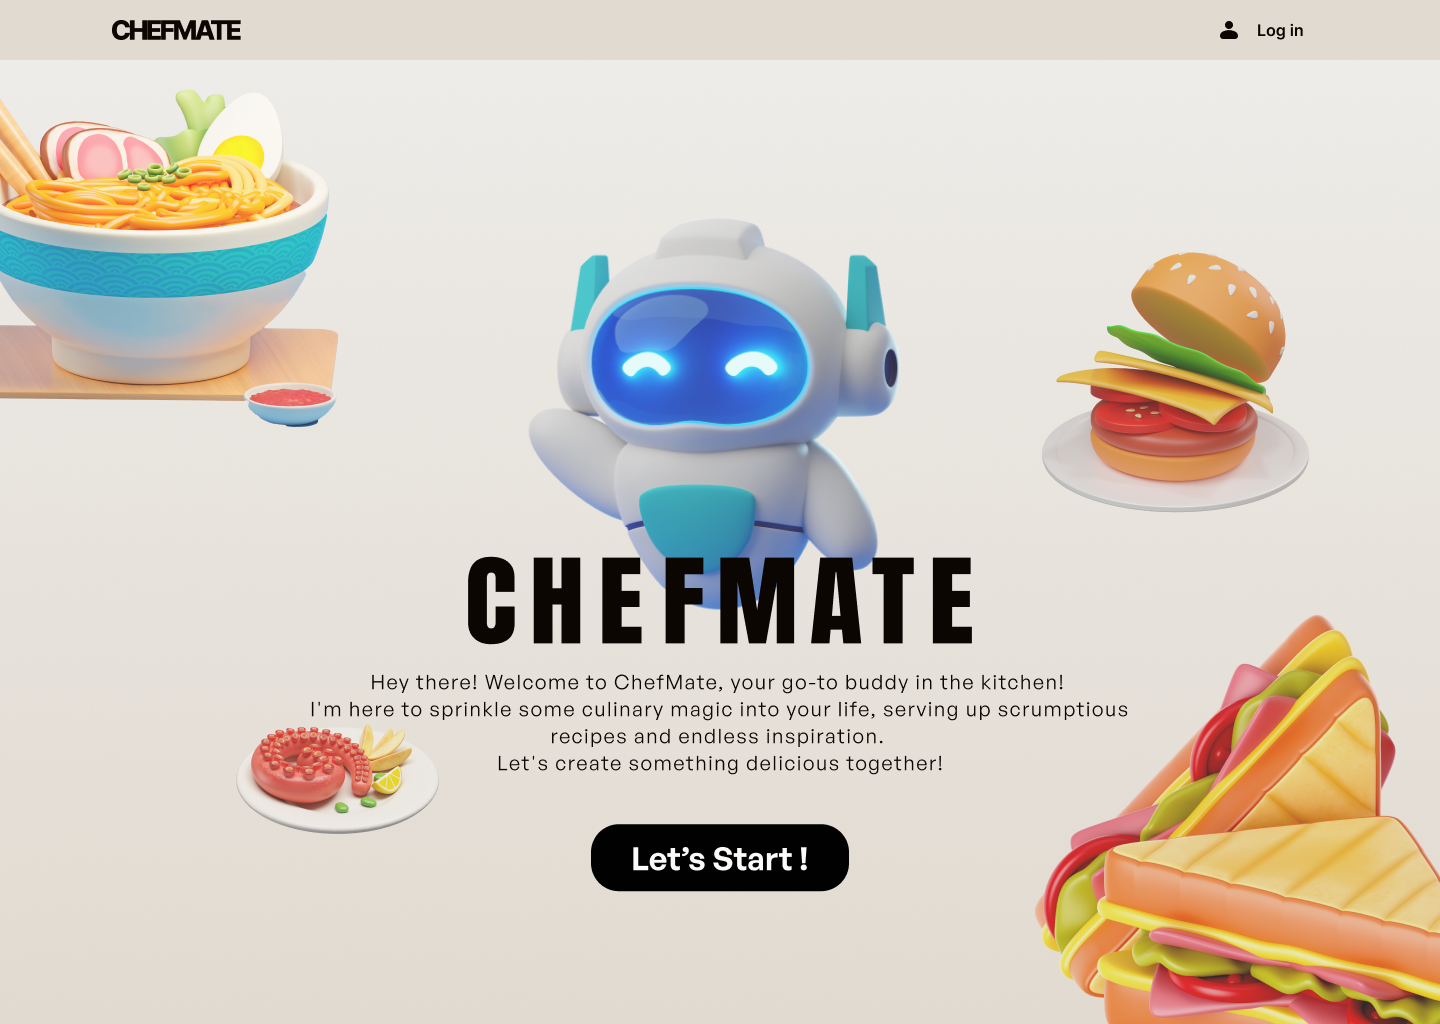 CHEFMATE
Log in
CHEFMATE
Hey there! Welcome to ChefMate, your go-to buddy in the kitchen!
I'm here to sprinkle some culinary magic into your life, serving up scrumptious
recipes and endless inspiration.
Let's create something delicious together!
Let’s Start !